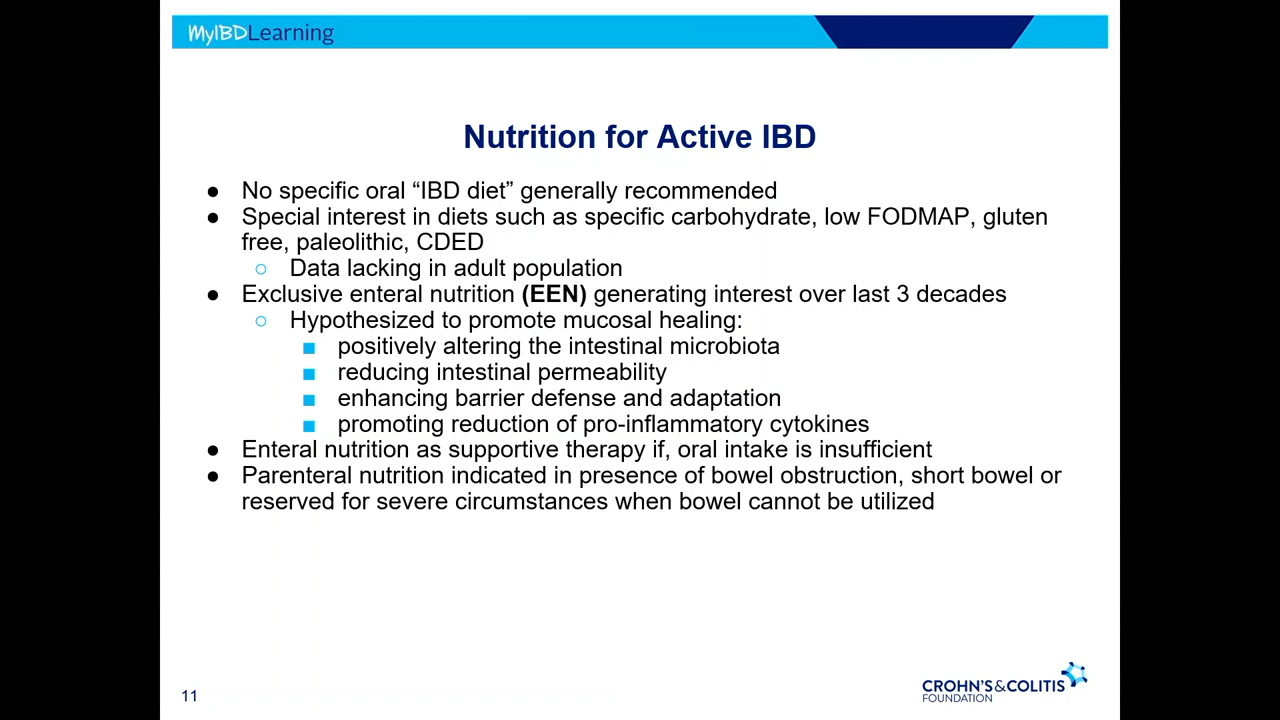 MyIBDLearning
Nutrition for Active IBD
● No specific oral “IBD diet” generally recommended
● Special interest in diets such as specific carbohydrate, low FODMAP, gluten
free, paleolithic, CDED
○ Data lacking in adult population
● Exclusive enteral nutrition (EEN) generating interest over last 3 decades
○ Hypothesized to promote mucosal healing:
■ positively altering the intestinal microbiota
■ reducing intestinal permeability
■ enhancing barrier defense and adaptation
■ promoting reduction of pro-inflammatory cytokines
● Enteral nutrition as supportive therapy if, oral intake is insufficient
● Parenteral nutrition indicated in presence of bowel obstruction, short bowel or
reserved for severe circumstances when bowel cannot be utilized
11
CROHN’S&COLITIS
FOUNDATION